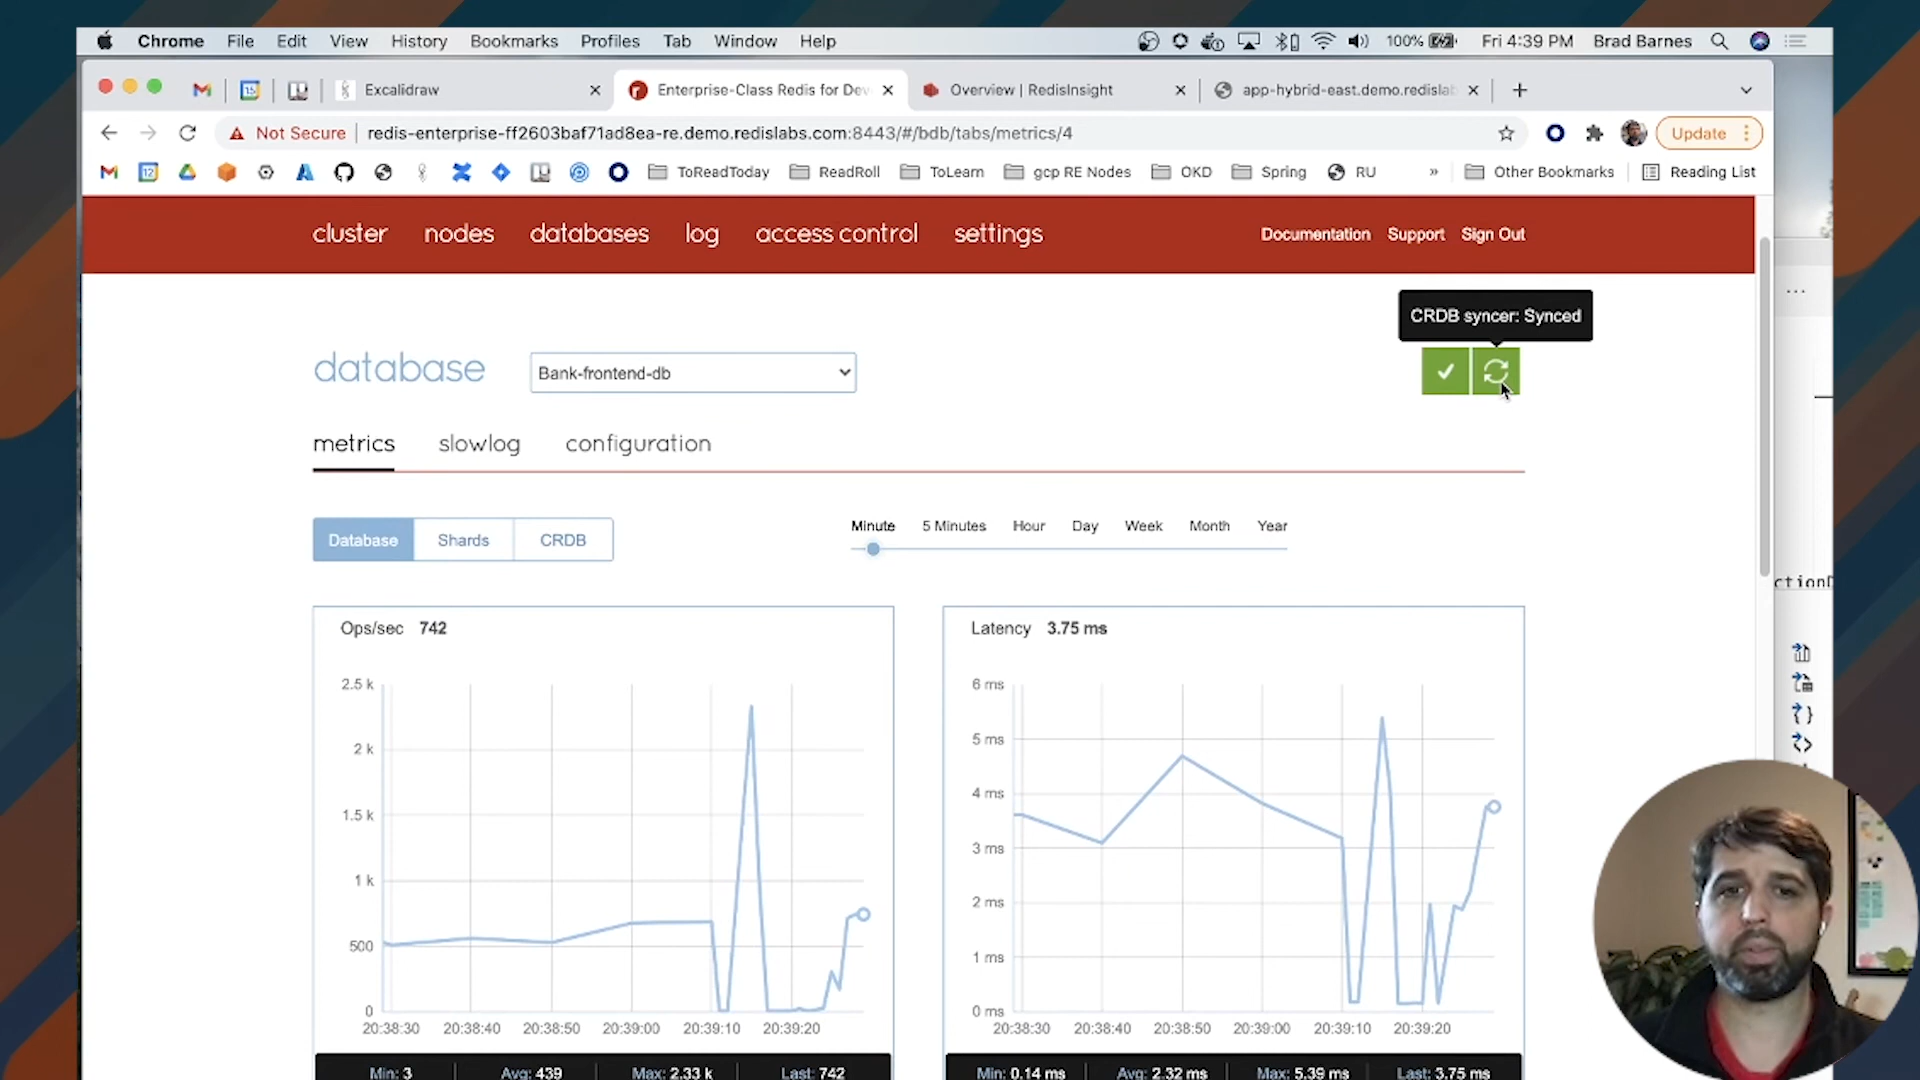 Chrome File Edit View History Bookmarks Profiles Tab Window Help 100% Fri 4:39 PM Brad Barnes
Excalidraw Enterprise-Class Redis for Dev Overview | RedisInsight app-hybrid-east.demo.redislab
Not Secure redis-enterprise-ff2603baf71ad8ea-re.demo.redislabs.com:8443/#/bdb/tabs/metrics/4 Update
ToReadToday ReadRoll ToLearn gcp RE Nodes OKD Spring RU » Other Bookmarks Reading List
cluster nodes databases log access control settings Documentation Support Sign Out
CRDB syncer: Synced
database Bank-frontend-db
metrics slowlog configuration
Minute 5 Minutes Hour Day Week Month Year
Database Shards CRDB
Ops/sec 742
2.5 k
2 k
1.5 k
1 k
500
0
20:38:30 20:38:40 20:38:50 20:39:00 20:39:10 20:39:20
Min: 3 Avg: 439 Max: 2.33 k Last: 742
Latency 3.75 ms
6 ms
5 ms
4 ms
3 ms
2 ms
1 ms
0 ms
20:38:30 20:38:40 20:38:50 20:39:00 20:39:10 20:39:20
Min: 0.14 ms Avg: 2.32 ms Max: 5.39 ms Last: 3.75 ms